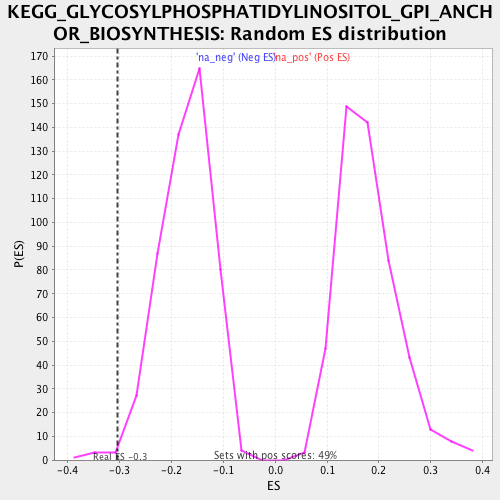 KEGG_GLYCOSYLPHOSPHATIDYLINOSITOL_GPI_ANCH
OR_BIOSYNTHESIS: Random ES distribution
'na_neg' (Neg ES)
'na_pos' (Pos ES)
170
160
150
140
130
120
110
100
90
80
70
60
50
40
30
20
10
0
P(ES)
Real ES -0.3
Sets with pos scores: 49%
-0.4 -0.3 -0.2 -0.1 0.0 0.1 0.2 0.3 0.4
ES